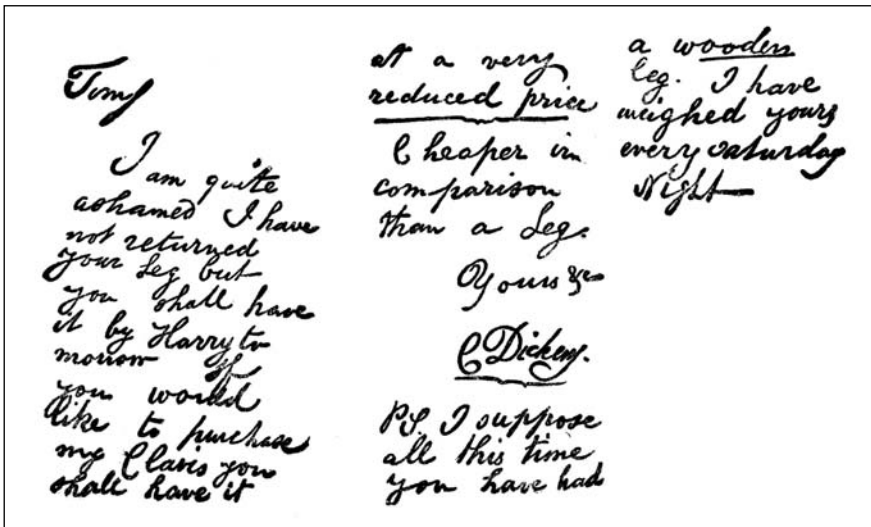 Tom
I am quite
ashamed I have
not returned
your Leg but
you shall have
it by Harry to
morrow If
you would
like to purchase
my Clavis you
shall have it
at a very
reduced price
Cheaper in
comparison
than a Leg.
Yours &c
C Dickens.
PS. I suppose
all this time
you have had
a wooden
leg. I have
weighed yours
every saturday
Night